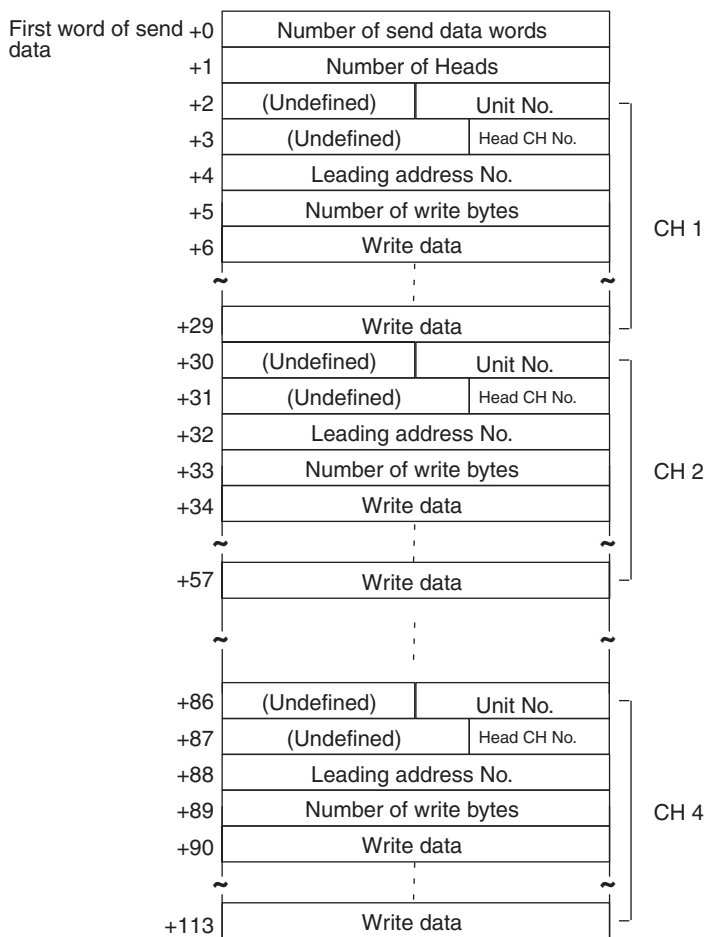 First word of send data
+0 Number of send data words
+1 Number of Heads
+2 (Undefined) Unit No.
+3 (Undefined) Head CH No.
+4 Leading address No.
+5 Number of write bytes
+6 Write data
CH 1
~ ~
+29 Write data
+30 (Undefined) Unit No.
+31 (Undefined) Head CH No.
+32 Leading address No.
+33 Number of write bytes
+34 Write data
CH 2
~ ~
+57 Write data
~ ~
+86 (Undefined) Unit No.
+87 (Undefined) Head CH No.
+88 Leading address No.
+89 Number of write bytes
+90 Write data
CH 4
~ ~
+113 Write data